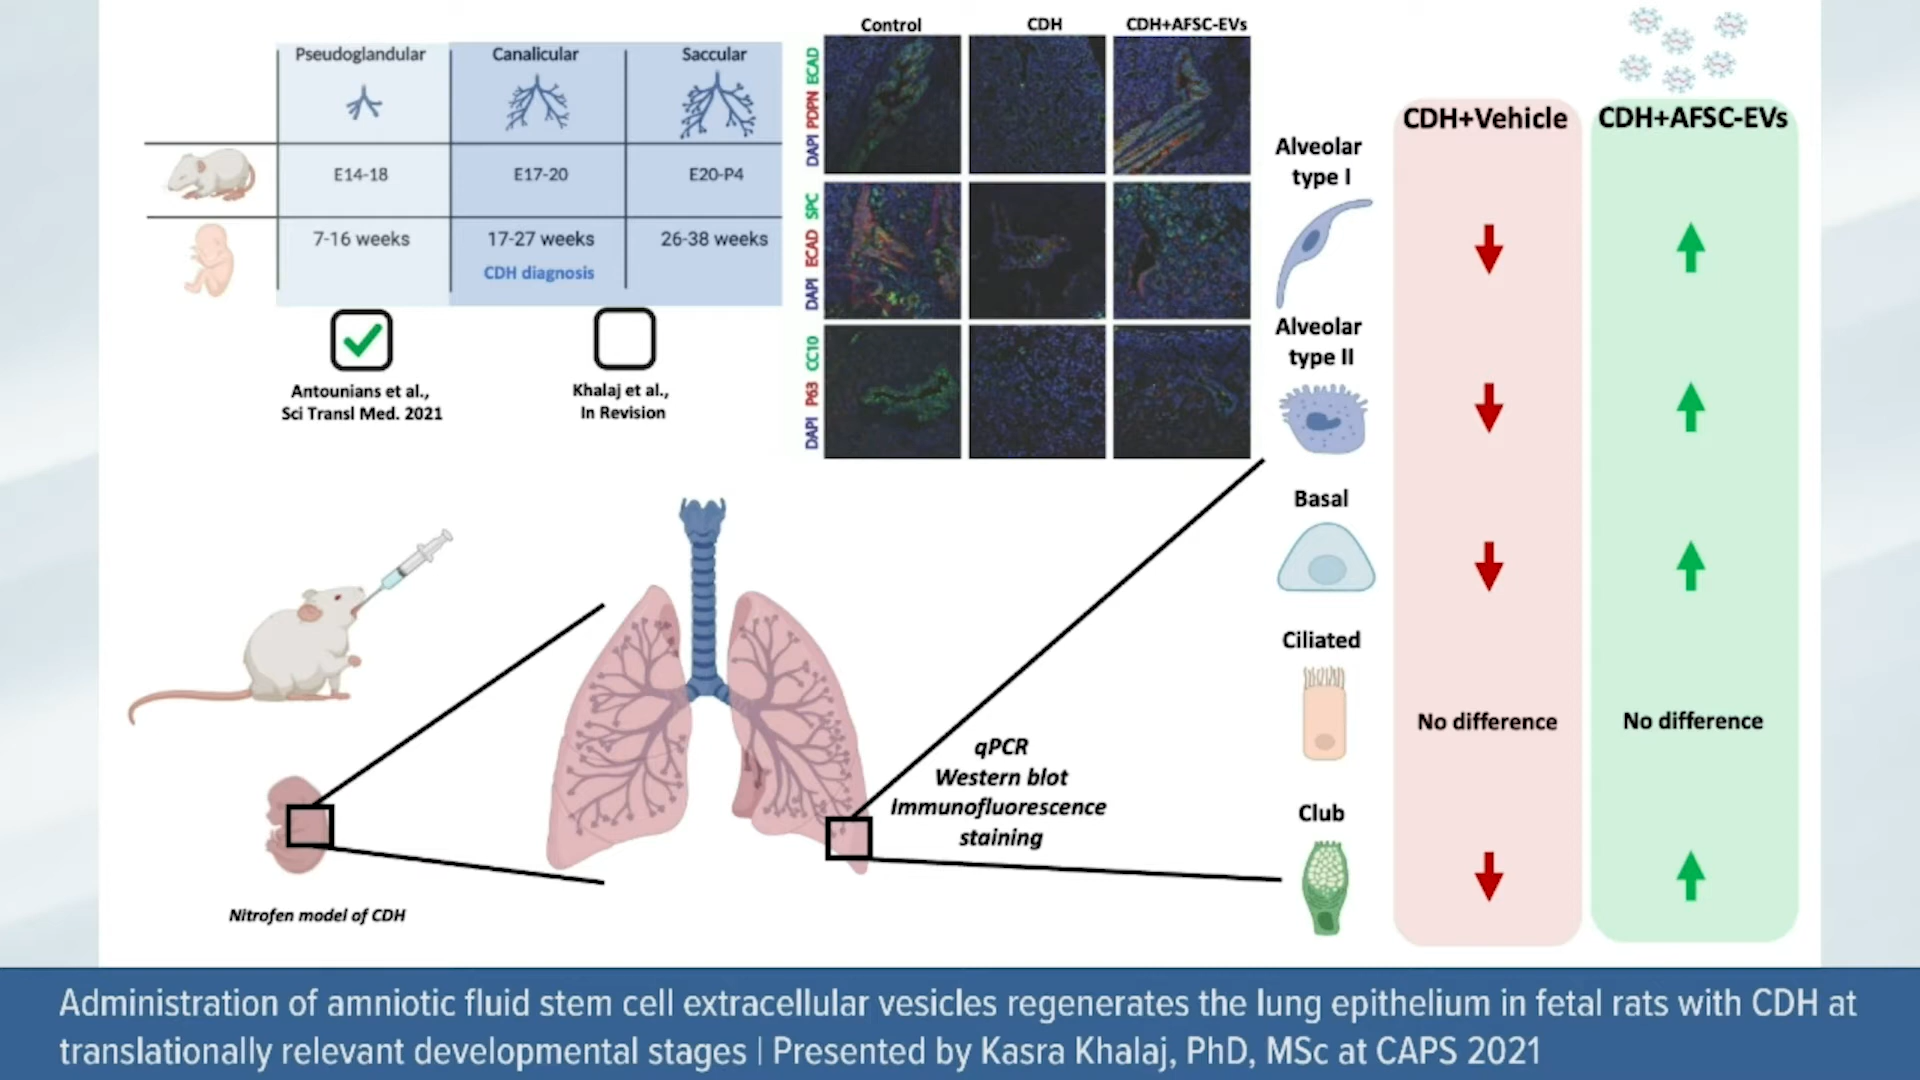 Pseudoglandular
Canalicular
Saccular
E14-18
E17-20
E20-P4
7-16 weeks
17-27 weeks
26-38 weeks
CDH diagnosis
Antounians et al.,
Sci Transl Med. 2021
Khalaj et al.,
In Revision
Control
CDH
CDH+AFSC-EVs
DAPI PDPN ECAD
DAPI ECAD SPC
DAPI P63 CC10
Nitrofen model of CDH
qPCR
Western blot
Immunofluorescence
staining
CDH+Vehicle
CDH+AFSC-EVs
Alveolar
type I
Alveolar
type II
Basal
Ciliated
No difference
No difference
Club
Administration of amniotic fluid stem cell extracellular vesicles regenerates the lung epithelium in fetal rats with CDH at
translationally relevant developmental stages | Presented by Kasra Khalaj, PhD, MSc at CAPS 2021